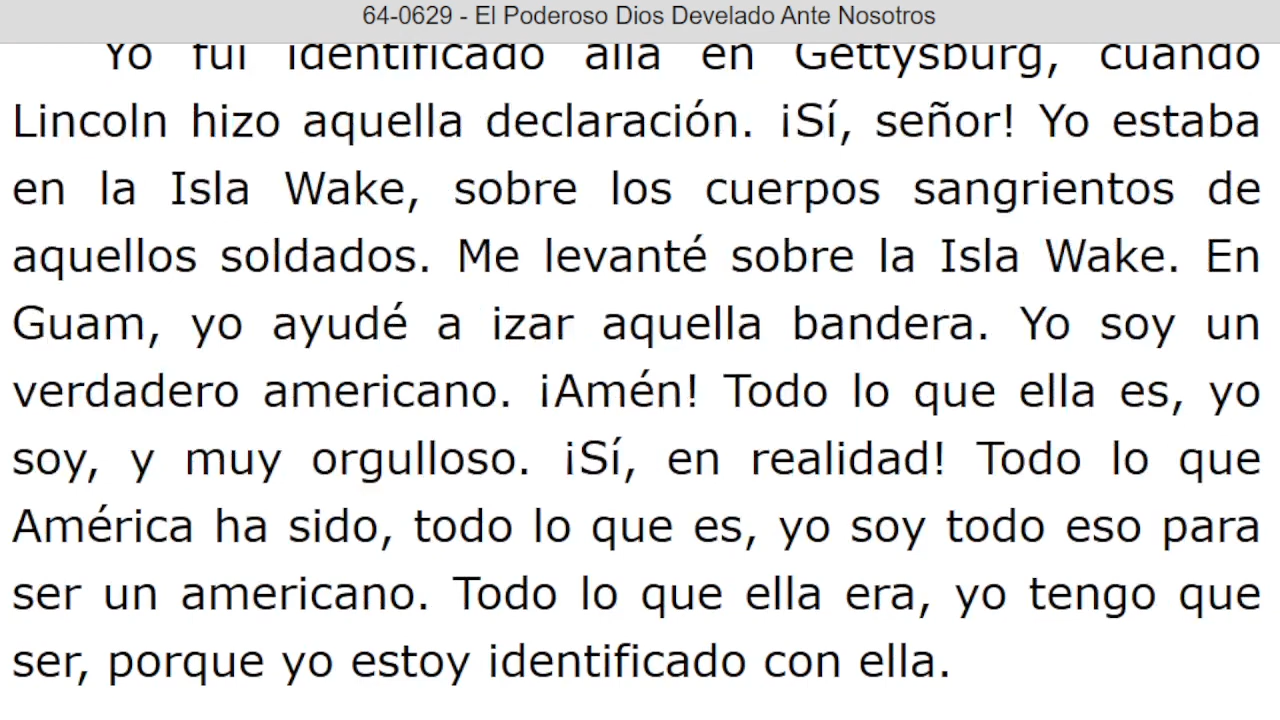 64-0629 - El Poderoso Dios Develado Ante Nosotros
Yo fui identificado allá en Gettysburg, cuando
Lincoln hizo aquella declaración. ¡Sí, señor! Yo estaba
en la Isla Wake, sobre los cuerpos sangrientos de
aquellos soldados. Me levanté sobre la Isla Wake. En
Guam, yo ayudé a izar aquella bandera. Yo soy un
verdadero americano. ¡Amén! Todo lo que ella es, yo
soy, y muy orgulloso. ¡Sí, en realidad! Todo lo que
América ha sido, todo lo que es, yo soy todo eso para
ser un americano. Todo lo que ella era, yo tengo que
ser, porque yo estoy identificado con ella.